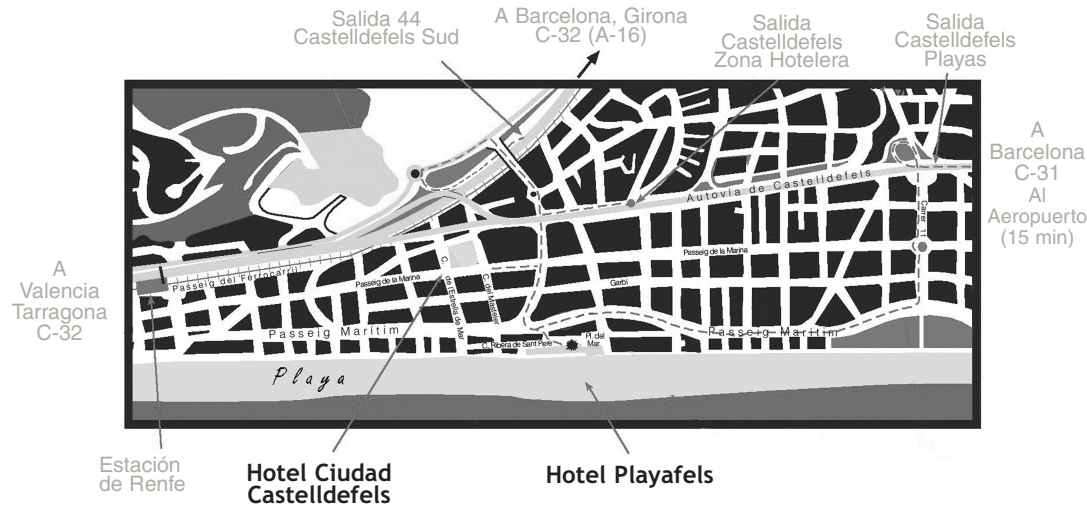 Salida 44
Castelldefels Sud
A Barcelona, Girona
C-32 (A-16)
Salida
Castelldefels
Zona Hotelera
Salida
Castelldefels
Playas
A
Barcelona
C-31
Al
Aeropuerto
(15 min)
Autovía de Castelldefels
Carrer 11
Passeig de la Marina
Passeig del Ferrocarril
Passeig de la Marina
C. de l'Estrella de Mar
C. del Masteler
Garbí
A
Valencia
Tarragona
C-32
Passeig Marítim
Passeig Marítim
C. Ribera de Sant Pere
Pl. del
Mar
Playa
Estación
de Renfe
Hotel Ciudad
Castelldefels
Hotel Playafels